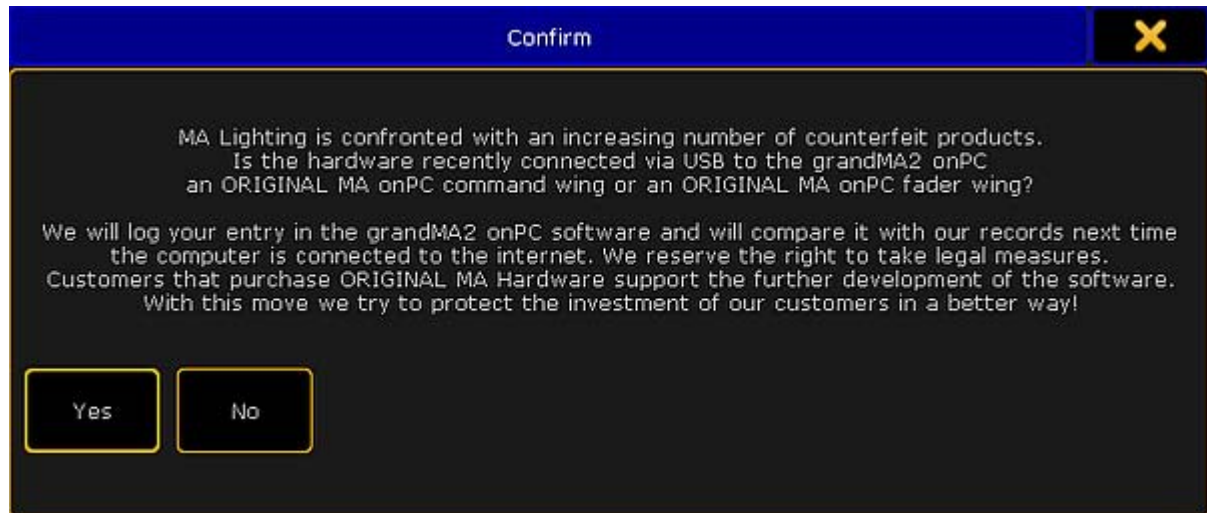 Confirm
MA Lighting is confronted with an increasing number of counterfeit products.
Is the hardware recently connected via USB to the grandMA2 onPC
an ORIGINAL MA onPC command wing or an ORIGINAL MA onPC fader wing?
We will log your entry in the grandMA2 onPC software and will compare it with our records next time
the computer is connected to the internet. We reserve the right to take legal measures.
Customers that purchase ORIGINAL MA Hardware support the further development of the software.
With this move we try to protect the investment of our customers in a better way!
Yes No